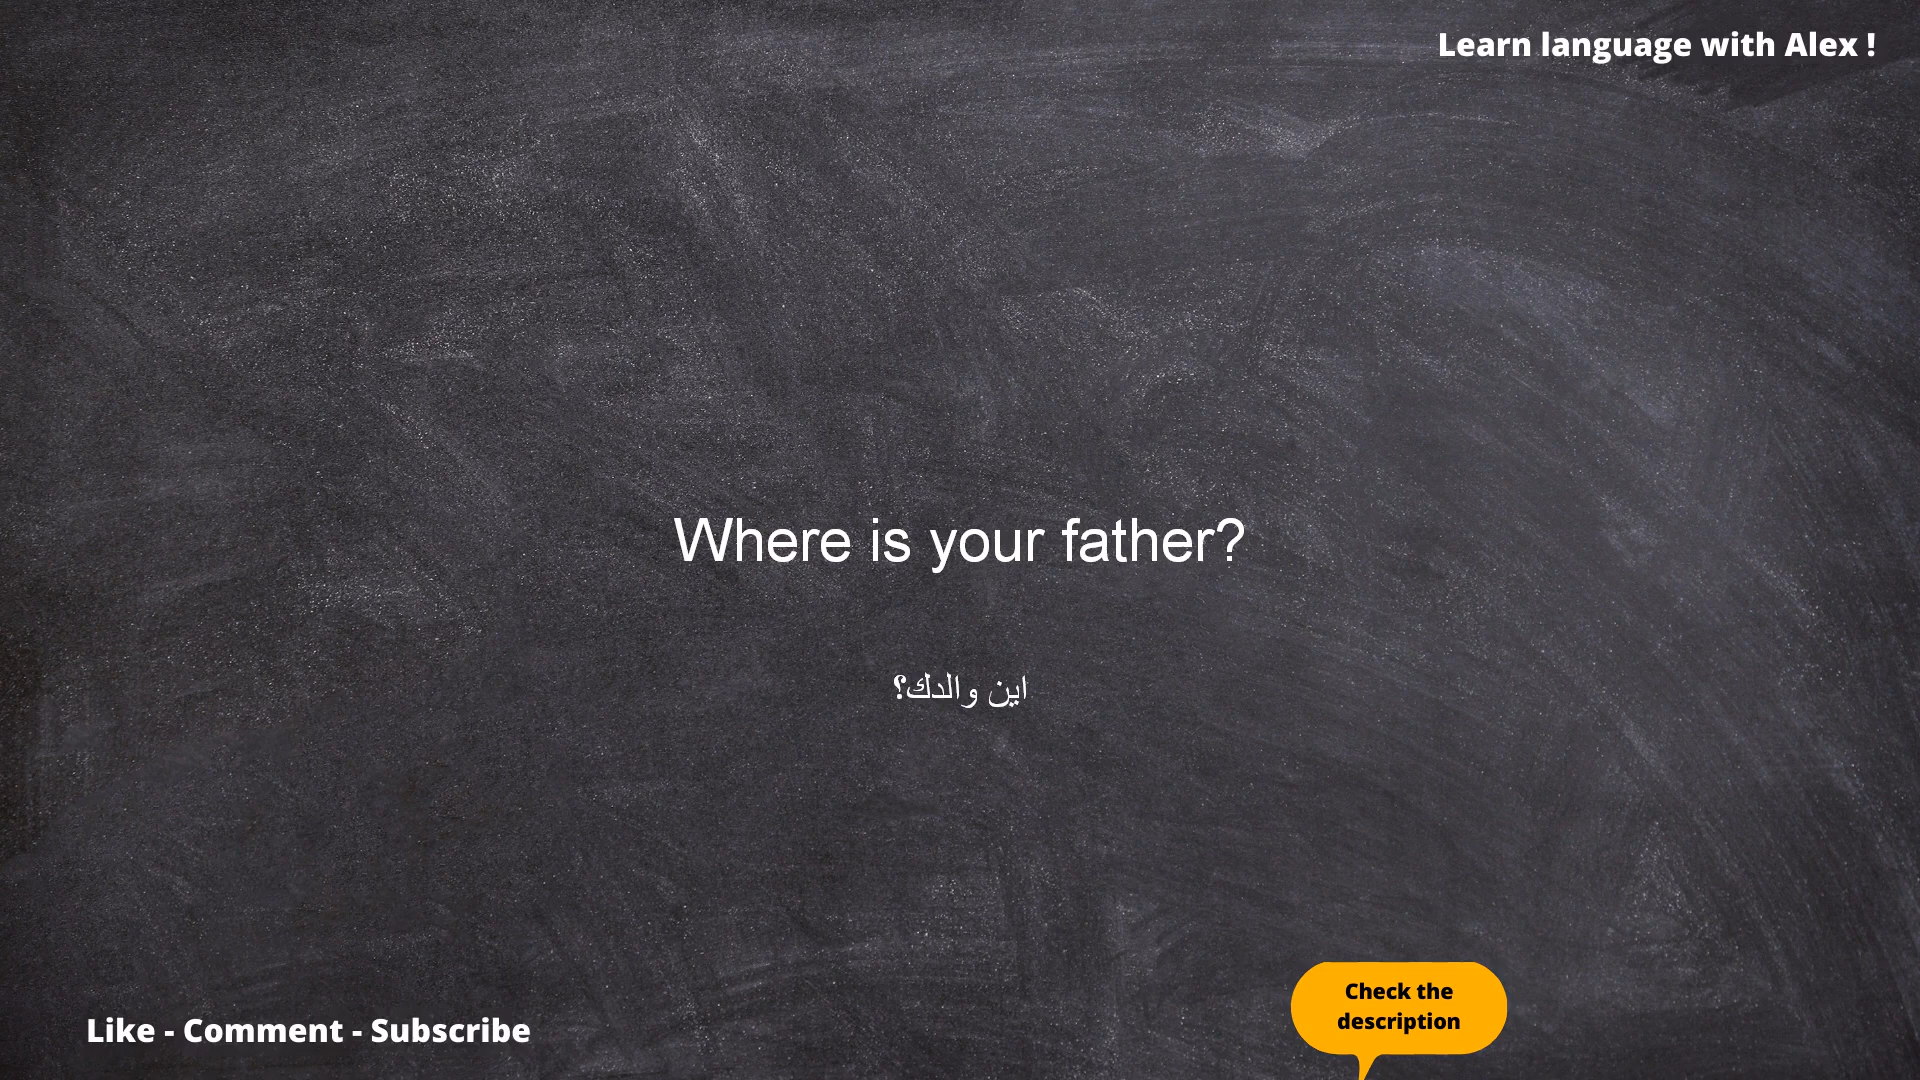 Learn language with Alex !
Where is your father?
اين والدك؟
Check the
description
Like - Comment - Subscribe